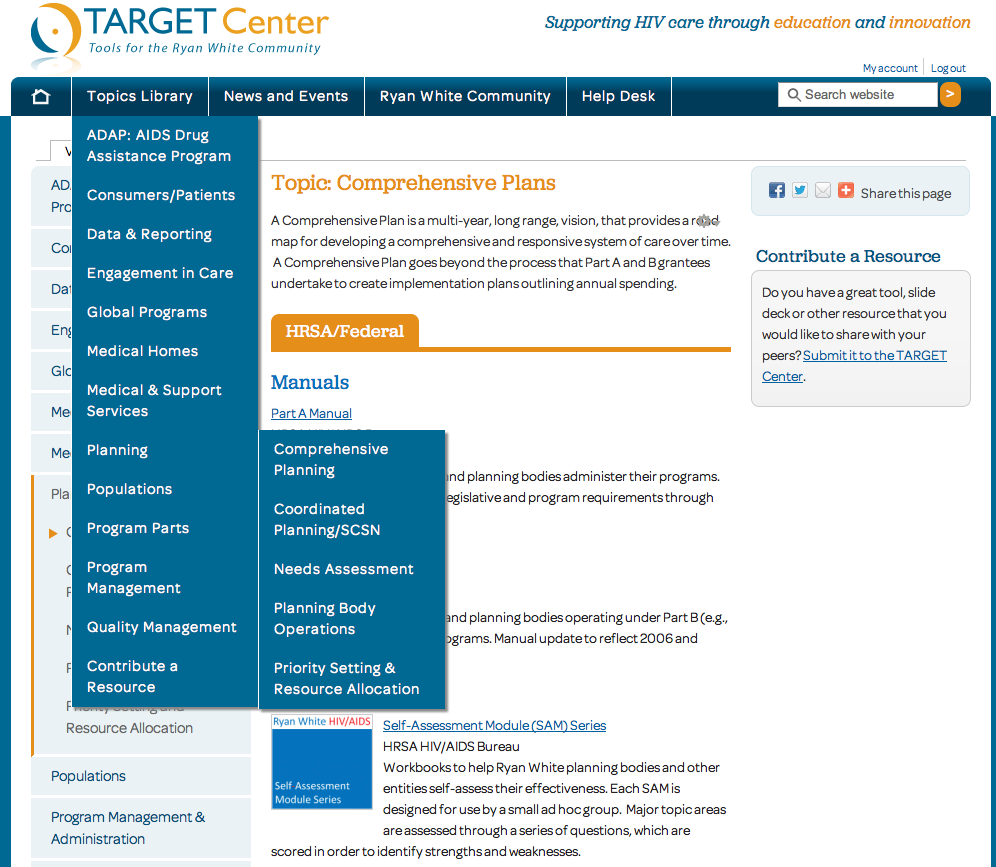 TARGET Center
Tools for the Ryan White Community
Supporting HIV care through education and innovation
My account
Log out
Topics Library
News and Events
Ryan White Community
Help Desk
Search website
>
ADAP: AIDS Drug
Assistance Program
Consumers/Patients
Data & Reporting
Engagement in Care
Global Programs
Medical Homes
Medical & Support
Services
Planning
Populations
Program Parts
Program
Management
Quality Management
Contribute a
Resource
Comprehensive
Planning
Coordinated
Planning/SCSN
Needs Assessment
Planning Body
Operations
Priority Setting &
Resource Allocation
Resource Allocation
Populations
Program Management &
Administration
Topic: Comprehensive Plans
A Comprehensive Plan is a multi-year, long range, vision, that provides a road
map for developing a comprehensive and responsive system of care over time.
A Comprehensive Plan goes beyond the process that Part A and B grantees
undertake to create implementation plans outlining annual spending.
HRSA/Federal
Manuals
Part A Manual
and planning bodies administer their programs.
legislative and program requirements through
and planning bodies operating under Part B (e.g.,
programs. Manual update to reflect 2006 and
Ryan White HIV/AIDS
Self Assessment
Module Series
Self-Assessment Module (SAM) Series
HRSA HIV/AIDS Bureau
Workbooks to help Ryan White planning bodies and other
entities self-assess their effectiveness. Each SAM is
designed for use by a small ad hoc group. Major topic areas
are assessed through a series of questions, which are
scored in order to identify strengths and weaknesses.
Share this page
Contribute a Resource
Do you have a great tool, slide
deck or other resource that you
would like to share with your
peers? Submit it to the TARGET
Center.